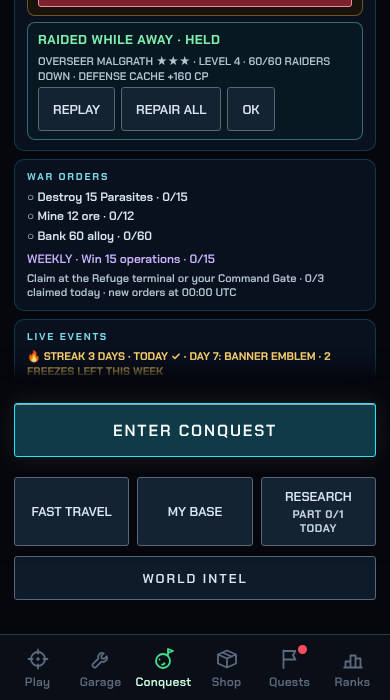 RAIDED WHILE AWAY · HELD
OVERSEER MALGRATH ★★★ · LEVEL 4 · 60/60 RAIDERS
DOWN · DEFENSE CACHE +160 CP
REPLAY
REPAIR ALL
OK
WAR ORDERS
○ Destroy 15 Parasites · 0/15
○ Mine 12 ore · 0/12
○ Bank 60 alloy · 0/60
WEEKLY · Win 15 operations · 0/15
Claim at the Refuge terminal or your Command Gate · 0/3
claimed today · new orders at 00:00 UTC
LIVE EVENTS
🔥 STREAK 3 DAYS · TODAY ✓ · DAY 7: BANNER EMBLEM · 2
FREEZES LEFT THIS WEEK
ENTER CONQUEST
FAST TRAVEL
MY BASE
RESEARCH
PART 0/1
TODAY
WORLD INTEL
Play
Garage
Conquest
Shop
Quests
Ranks